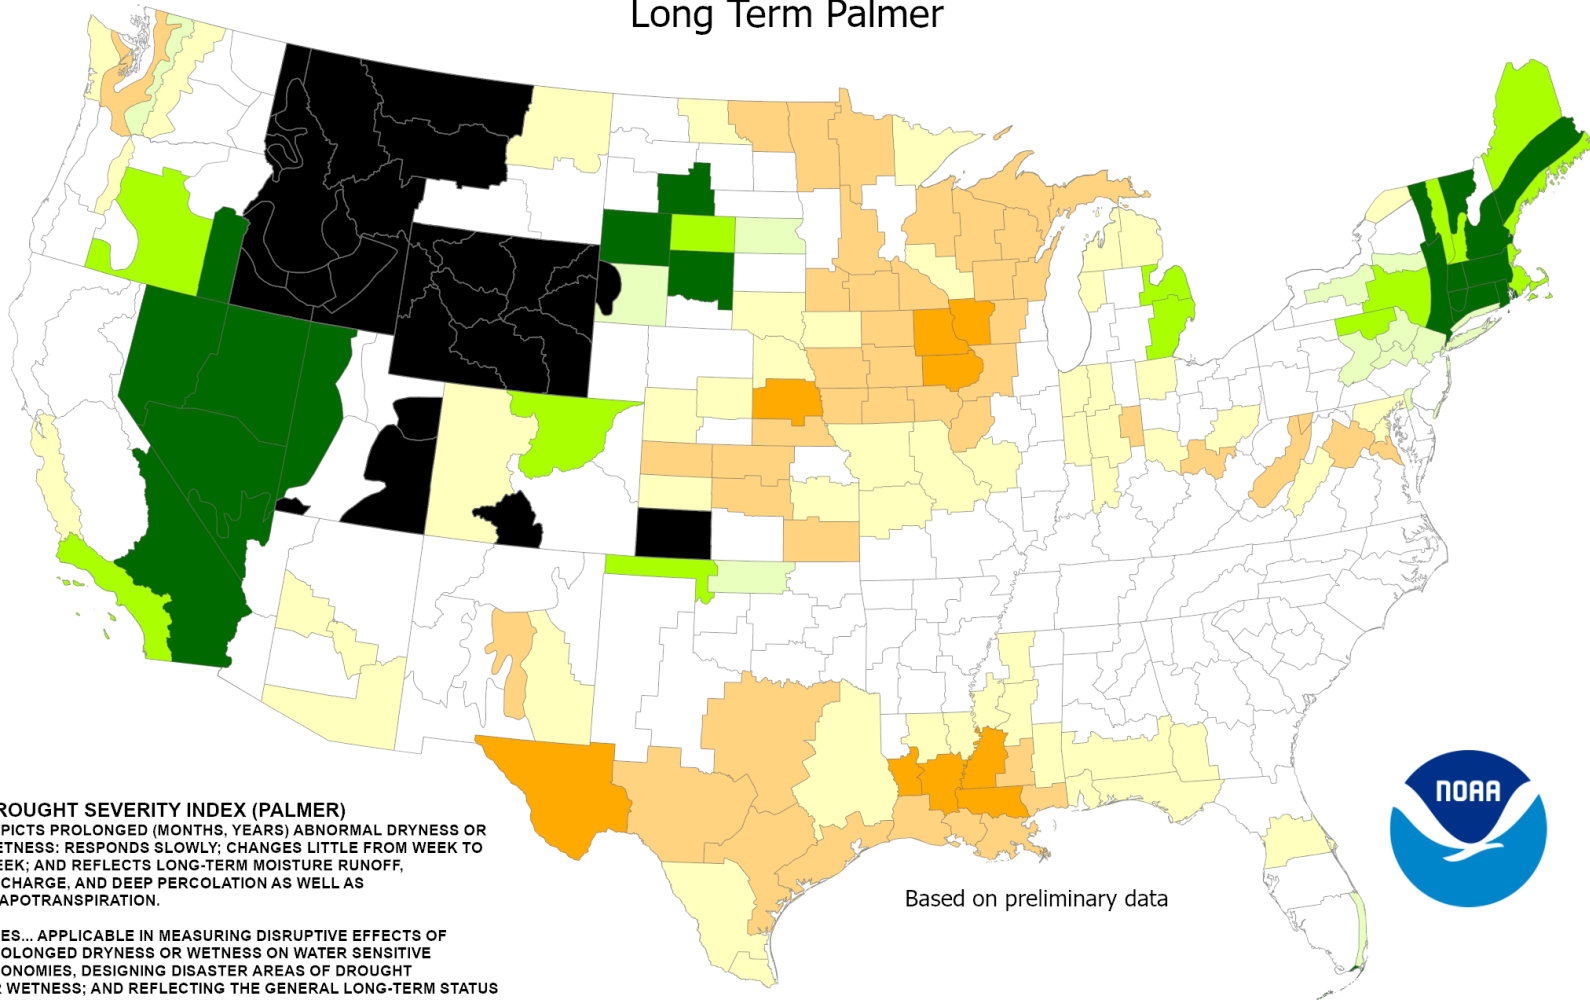 Long Term Palmer
ROUGHT SEVERITY INDEX (PALMER)
PICTS PROLONGED (MONTHS, YEARS) ABNORMAL DRYNESS OR
ETNESS: RESPONDS SLOWLY; CHANGES LITTLE FROM WEEK TO
EEK; AND REFLECTS LONG-TERM MOISTURE RUNOFF,
CHARGE, AND DEEP PERCOLATION AS WELL AS
APOTRANSPIRATION.
ES... APPLICABLE IN MEASURING DISRUPTIVE EFFECTS OF
OLONGED DRYNESS OR WETNESS ON WATER SENSITIVE
ONOMIES, DESIGNING DISASTER AREAS OF DROUGHT
R WETNESS; AND REFLECTING THE GENERAL LONG-TERM STATUS
Based on preliminary data
NOAA